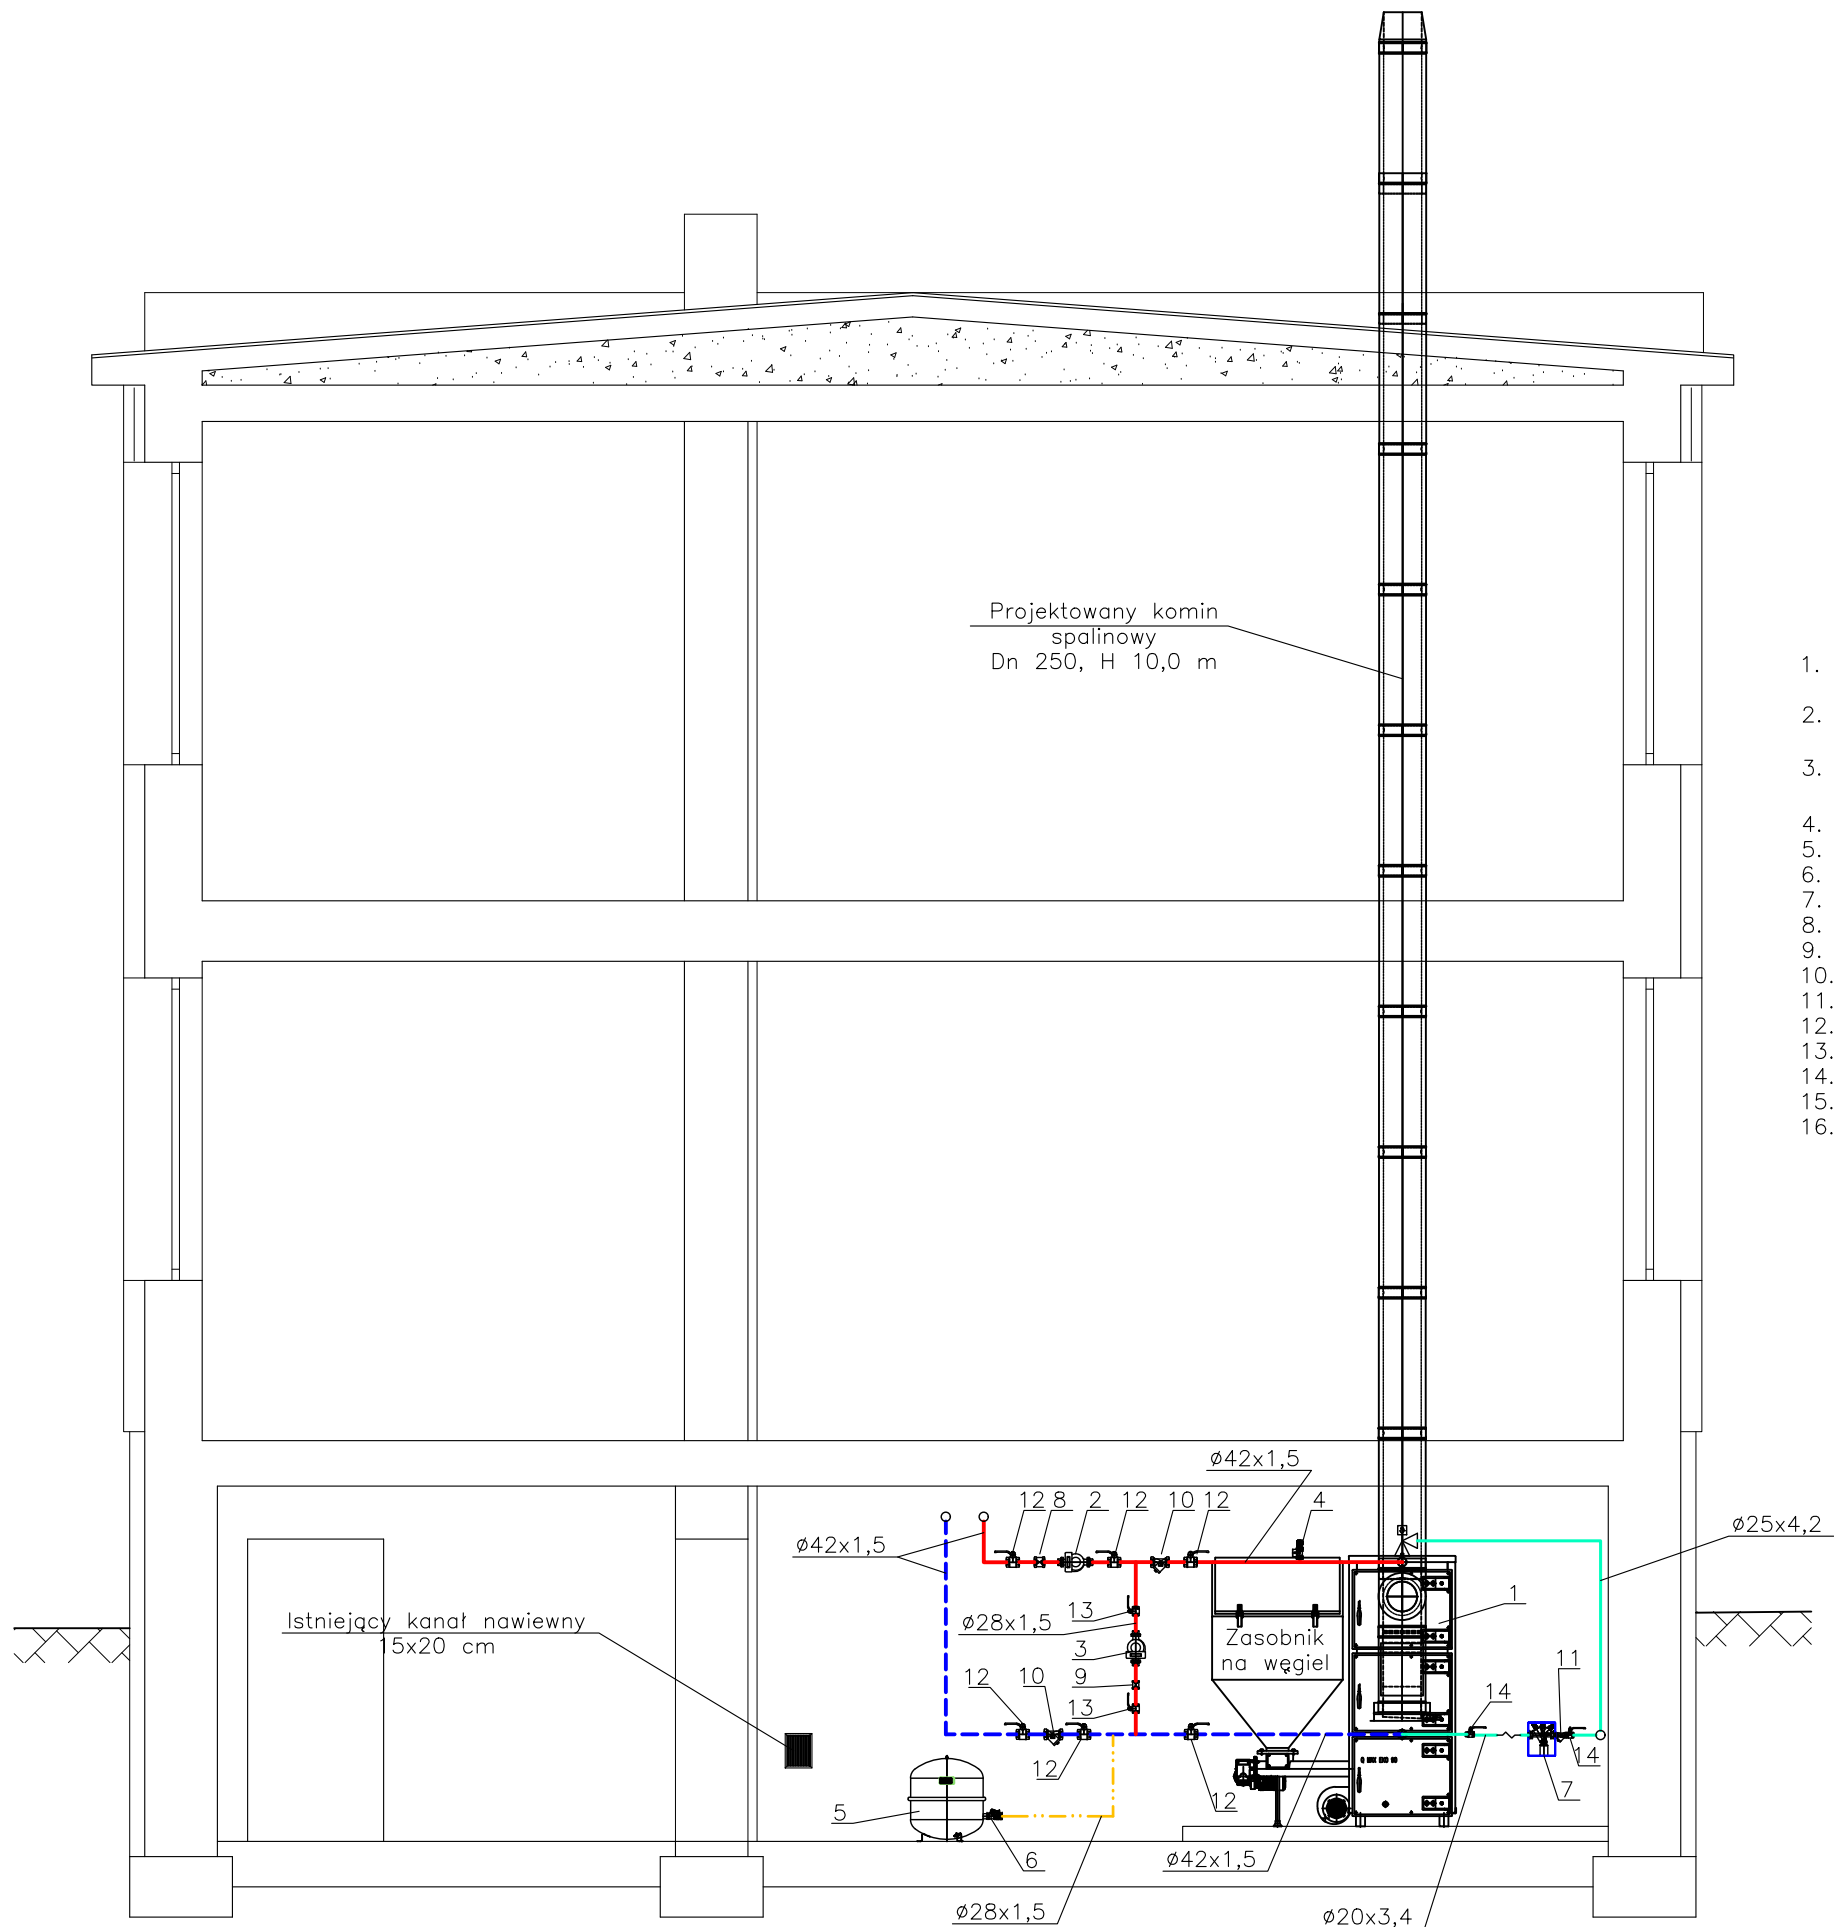 Projektowany komin
spalinowy
Dn 250, H 10,0 m
1.
2.
3.
4.
5.
6.
7.
8.
9.
10.
11.
12.
13.
14.
15.
16.
ø42x1,5
12 8 2 12 10 12 4
ø25x4,2
ø42x1,5
1
13
ø28x1,5
Istniejący kanał nawiewny
15x20 cm
Zasobnik
na węgiel
3
11
12 10 9
14
13
12
14
7
12
5
6
ø42x1,5
ø28x1,5
ø20x3,4